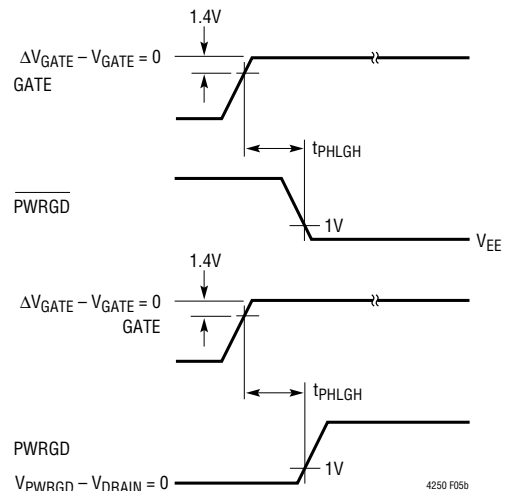 1.4V
ΔVGATE – VGATE = 0
GATE
tPHLGH
PWRGD
1V
VEE
1.4V
ΔVGATE – VGATE = 0
GATE
tPHLGH
PWRGD
1V
VPWRGD – VDRAIN = 0
4250 F05b